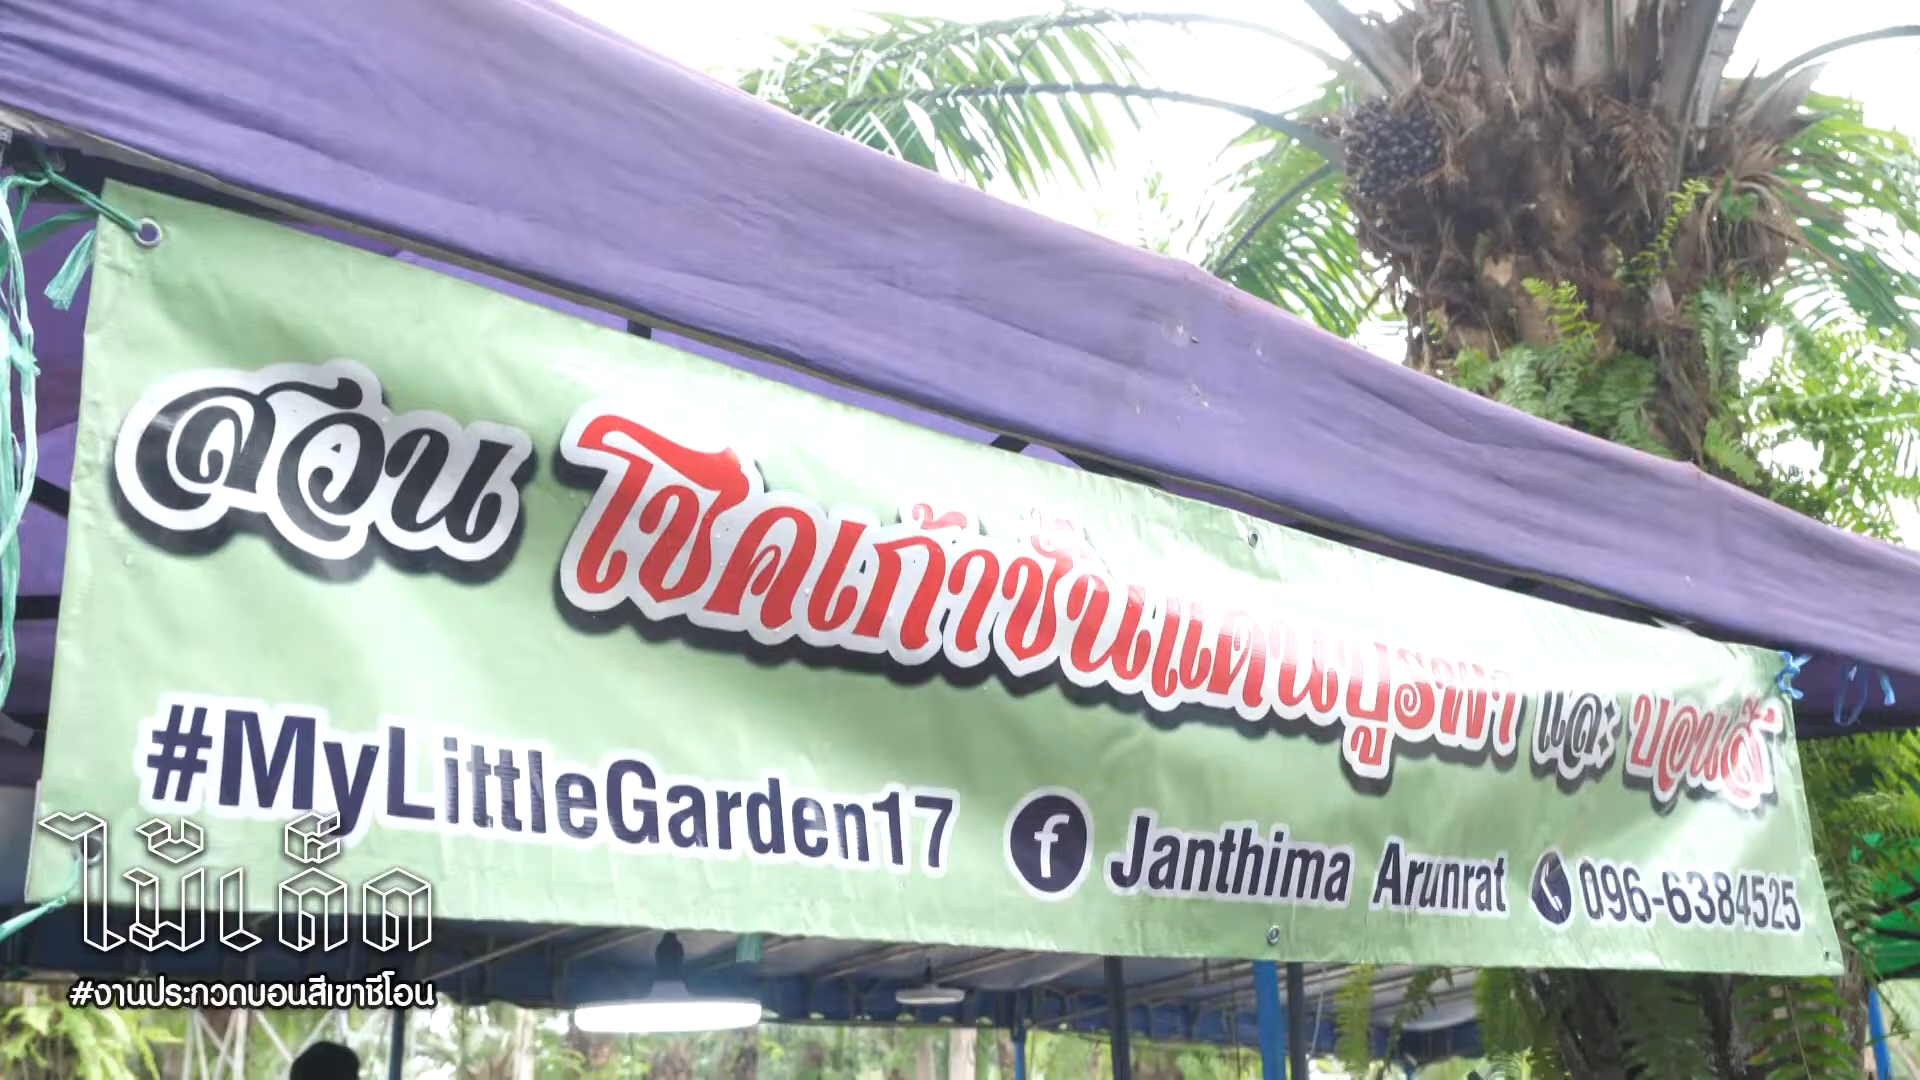 สวน โชคเก้าชั้นแดนบูรพา และ บอนสี
#MyLittleGarden17 f Janthima Arunrat 096-6384525
ไม้เด็ด
#งานประกวดบอนสีเขาชีโอน